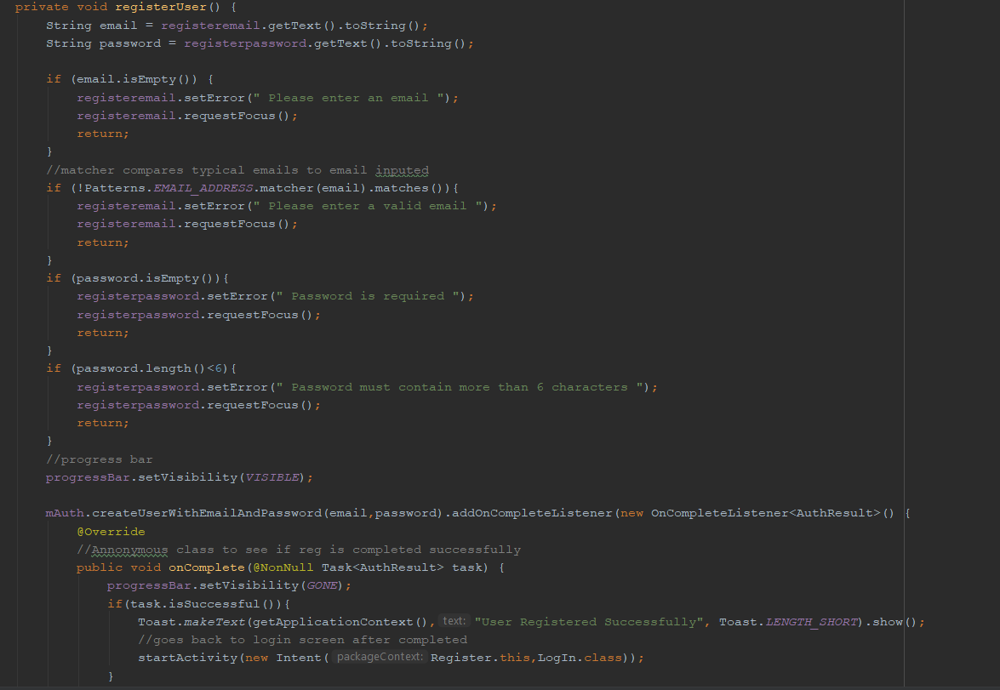 private void registerUser() {
String email = registeremail.getText().toString();
String password = registerpassword.getText().toString();
if (email.isEmpty()) {
registeremail.setError(" Please enter an email ");
registeremail.requestFocus();
return;
}
//matcher compares typical emails to email inputed
if (!Patterns.EMAIL_ADDRESS.matcher(email).matches()){
registeremail.setError(" Please enter a valid email ");
registeremail.requestFocus();
return;
}
if (password.isEmpty()){
registerpassword.setError(" Password is required ");
registerpassword.requestFocus();
return;
}
if (password.length()<6){
registerpassword.setError(" Password must contain more than 6 characters ");
registerpassword.requestFocus();
return;
}
//progress bar
progressBar.setVisibility(VISIBLE);
mAuth.createUserWithEmailAndPassword(email,password).addOnCompleteListener(new OnCompleteListener<AuthResult>() {
@Override
//Annonymous class to see if reg is completed successfully
public void onComplete(@NonNull Task<AuthResult> task) {
progressBar.setVisibility(GONE);
if(task.isSuccessful()){
Toast.makeText(getApplicationContext(), text: "User Registered Successfully", Toast.LENGTH_SHORT).show();
//goes back to login screen after completed
startActivity(new Intent( packageContext: Register.this,LogIn.class));
}